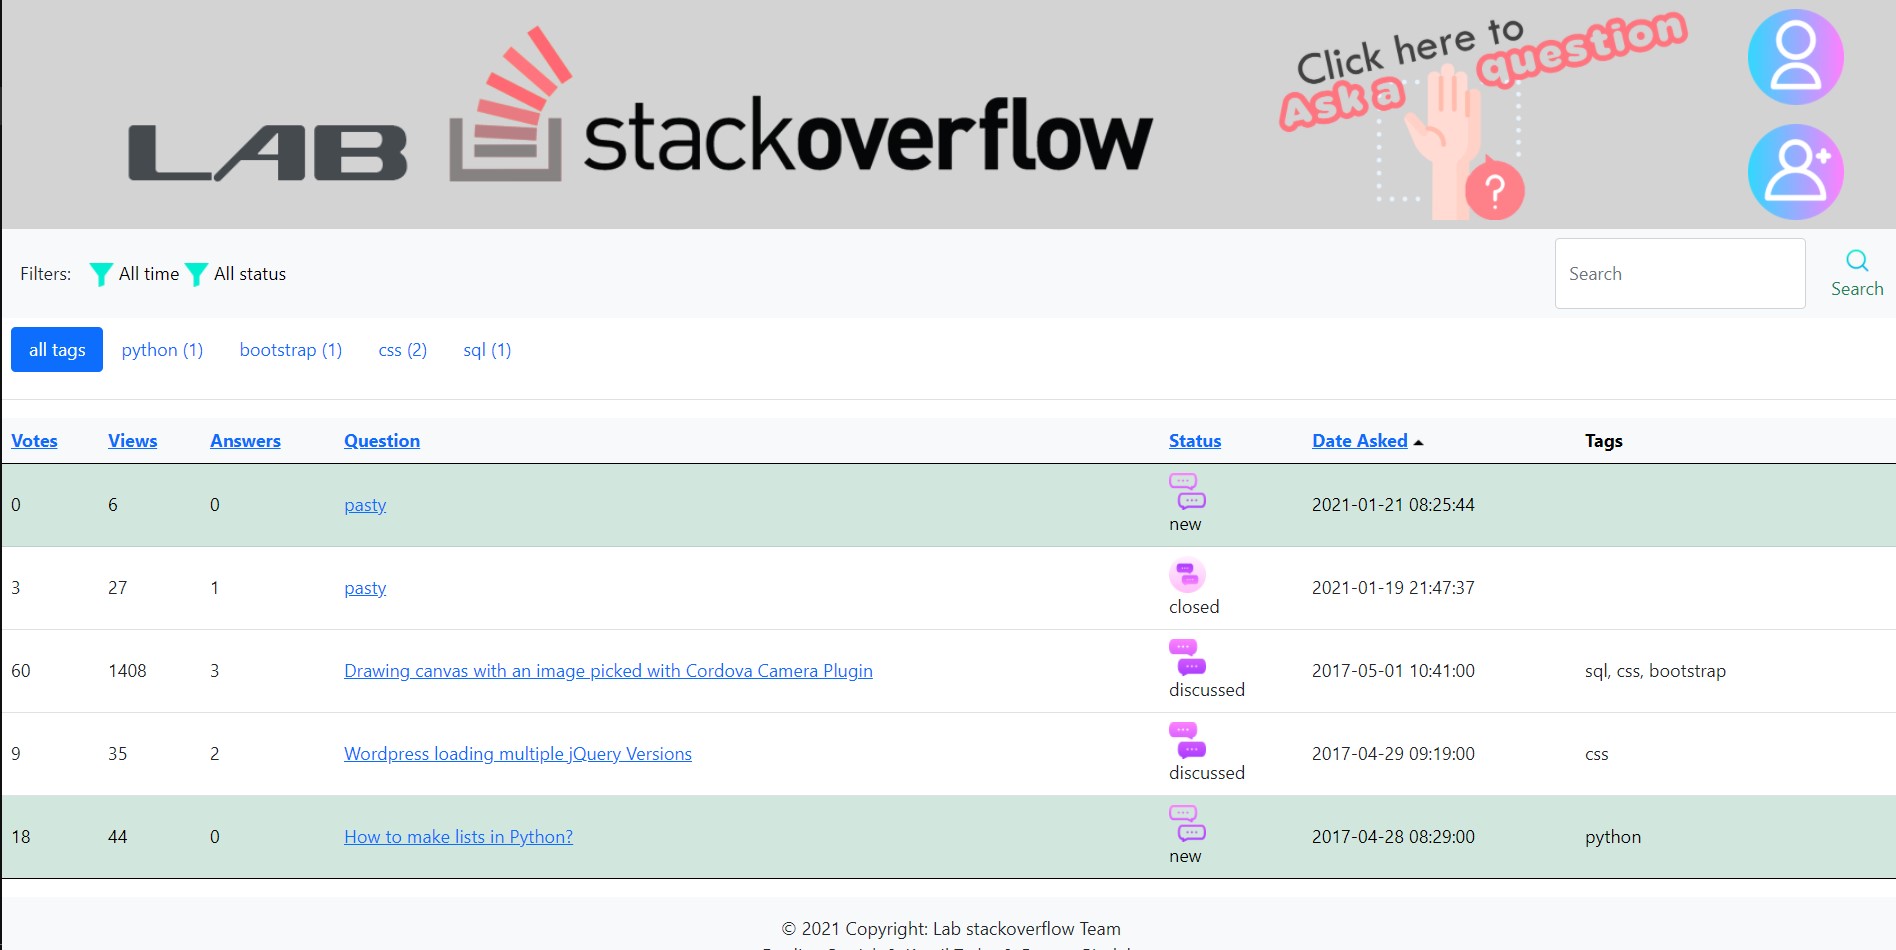 LAB stackoverflow
Click here to
Ask a question
?
Filters: All time All status
Search
Search
all tags python (1) bootstrap (1) css (2) sql (1)
Votes Views Answers Question Status Date Asked Tags
0 6 0 pasty new 2021-01-21 08:25:44
3 27 1 pasty closed 2021-01-19 21:47:37
60 1408 3 Drawing canvas with an image picked with Cordova Camera Plugin discussed 2017-05-01 10:41:00 sql, css, bootstrap
9 35 2 Wordpress loading multiple jQuery Versions discussed 2017-04-29 09:19:00 css
18 44 0 How to make lists in Python? new 2017-04-28 08:29:00 python
© 2021 Copyright: Lab stackoverflow Team